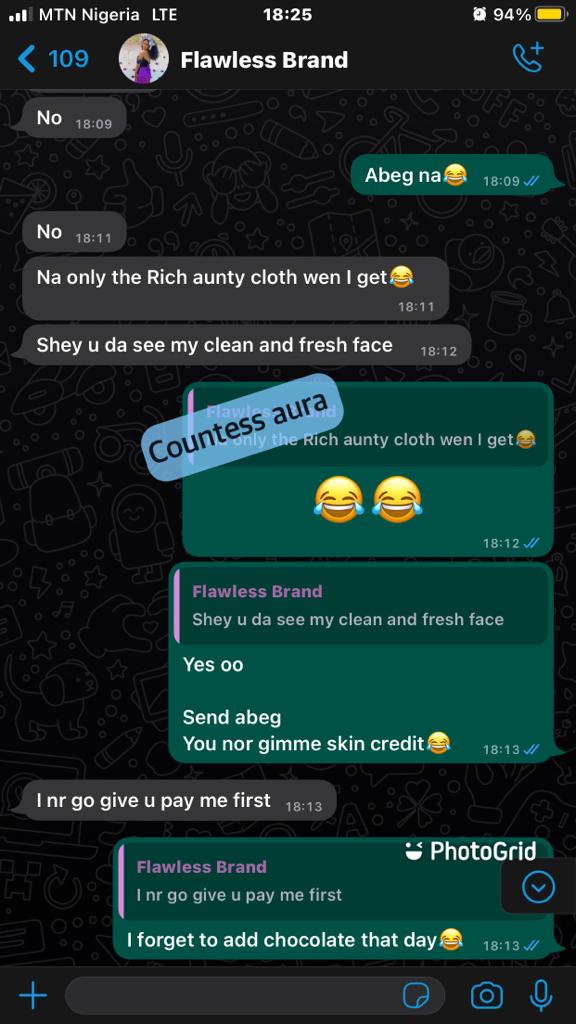 MTN Nigeria LTE 18:25 94%
109 Flawless Brand
No 18:09
Abeg na😂 18:09
No 18:11
Na only the Rich aunty cloth wen I get😂
18:11
Shey u da see my clean and fresh face 18:12
Countess aura
only the Rich aunty cloth wen I get😂
😂😂
18:12
Flawless Brand
Shey u da see my clean and fresh face
Yes oo
Send abeg
You nor gimme skin credit😂 18:13
I nr go give u pay me first 18:13
PhotoGrid
Flawless Brand
I nr go give u pay me first
I forget to add chocolate that day😂 18:13